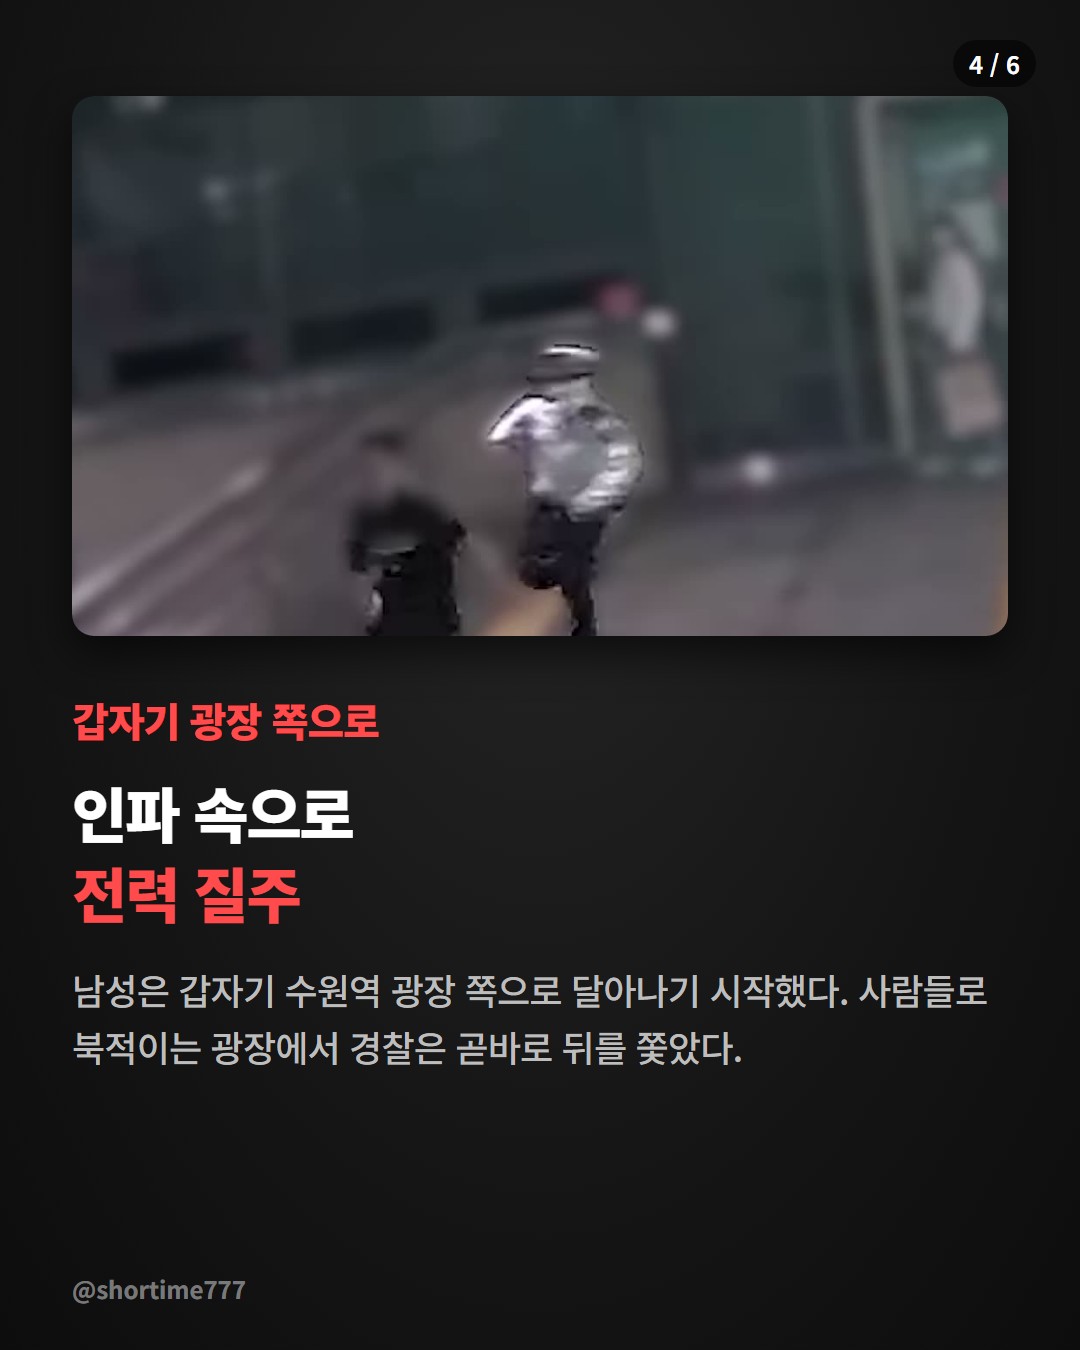 4 / 6
갑자기 광장 쪽으로
인파 속으로
전력 질주
남성은 갑자기 수원역 광장 쪽으로 달아나기 시작했다. 사람들로
북적이는 광장에서 경찰은 곧바로 뒤를 쫓았다.
@shortime777